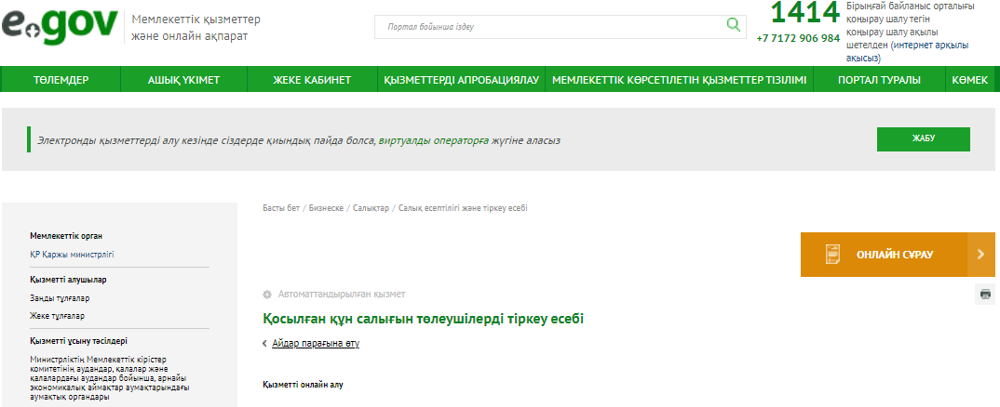 egov
Мемлекеттік қызметтер
және онлайн ақпарат
Портал бойынша іздеу
1414
+7 7172 906 984
Бірыңғай байланыс орталығы
қоңырау шалу тегін
қоңырау шалу ақылы
шетелден (интернет арқылы
ақысыз)
ТӨЛЕМДЕР
АШЫҚ ҮКІМЕТ
ЖЕКЕ КАБИНЕТ
ҚЫЗМЕТТЕРДІ АПРОБАЦИЯЛАУ
МЕМЛЕКЕТТІК КӨРСЕТІЛЕТІН ҚЫЗМЕТТЕР ТІЗІЛІМІ
ПОРТАЛ ТУРАЛЫ
КӨМЕК
Электронды қызметтерді алу кезінде сіздерде қиындық пайда болса, виртуалды операторға жүгіне аласыз
ЖАБУ
Басты бет / Бизнеске / Салықтар / Салық есептілігі және тіркеу есебі
Мемлекеттік орган
ҚР Қаржы министрлігі
Қызметті алушылар
Заңды тұлғалар
Жеке тұлғалар
Қызметті ұсыну тәсілдері
Министрліктің Мемлекеттік кірістер
комитетінің аудандар, қалалар және
қалалардағы аудандар бойынша, арнайы
экономикалық аймақтар аумақтарындағы
аумақтық органдары
ОНЛАЙН СҰРАУ
Автоматтандырылған қызмет
Қосылған құн салығын төлеушілерді тіркеу есебі
Айдар парағына өту
Қызметті онлайн алу